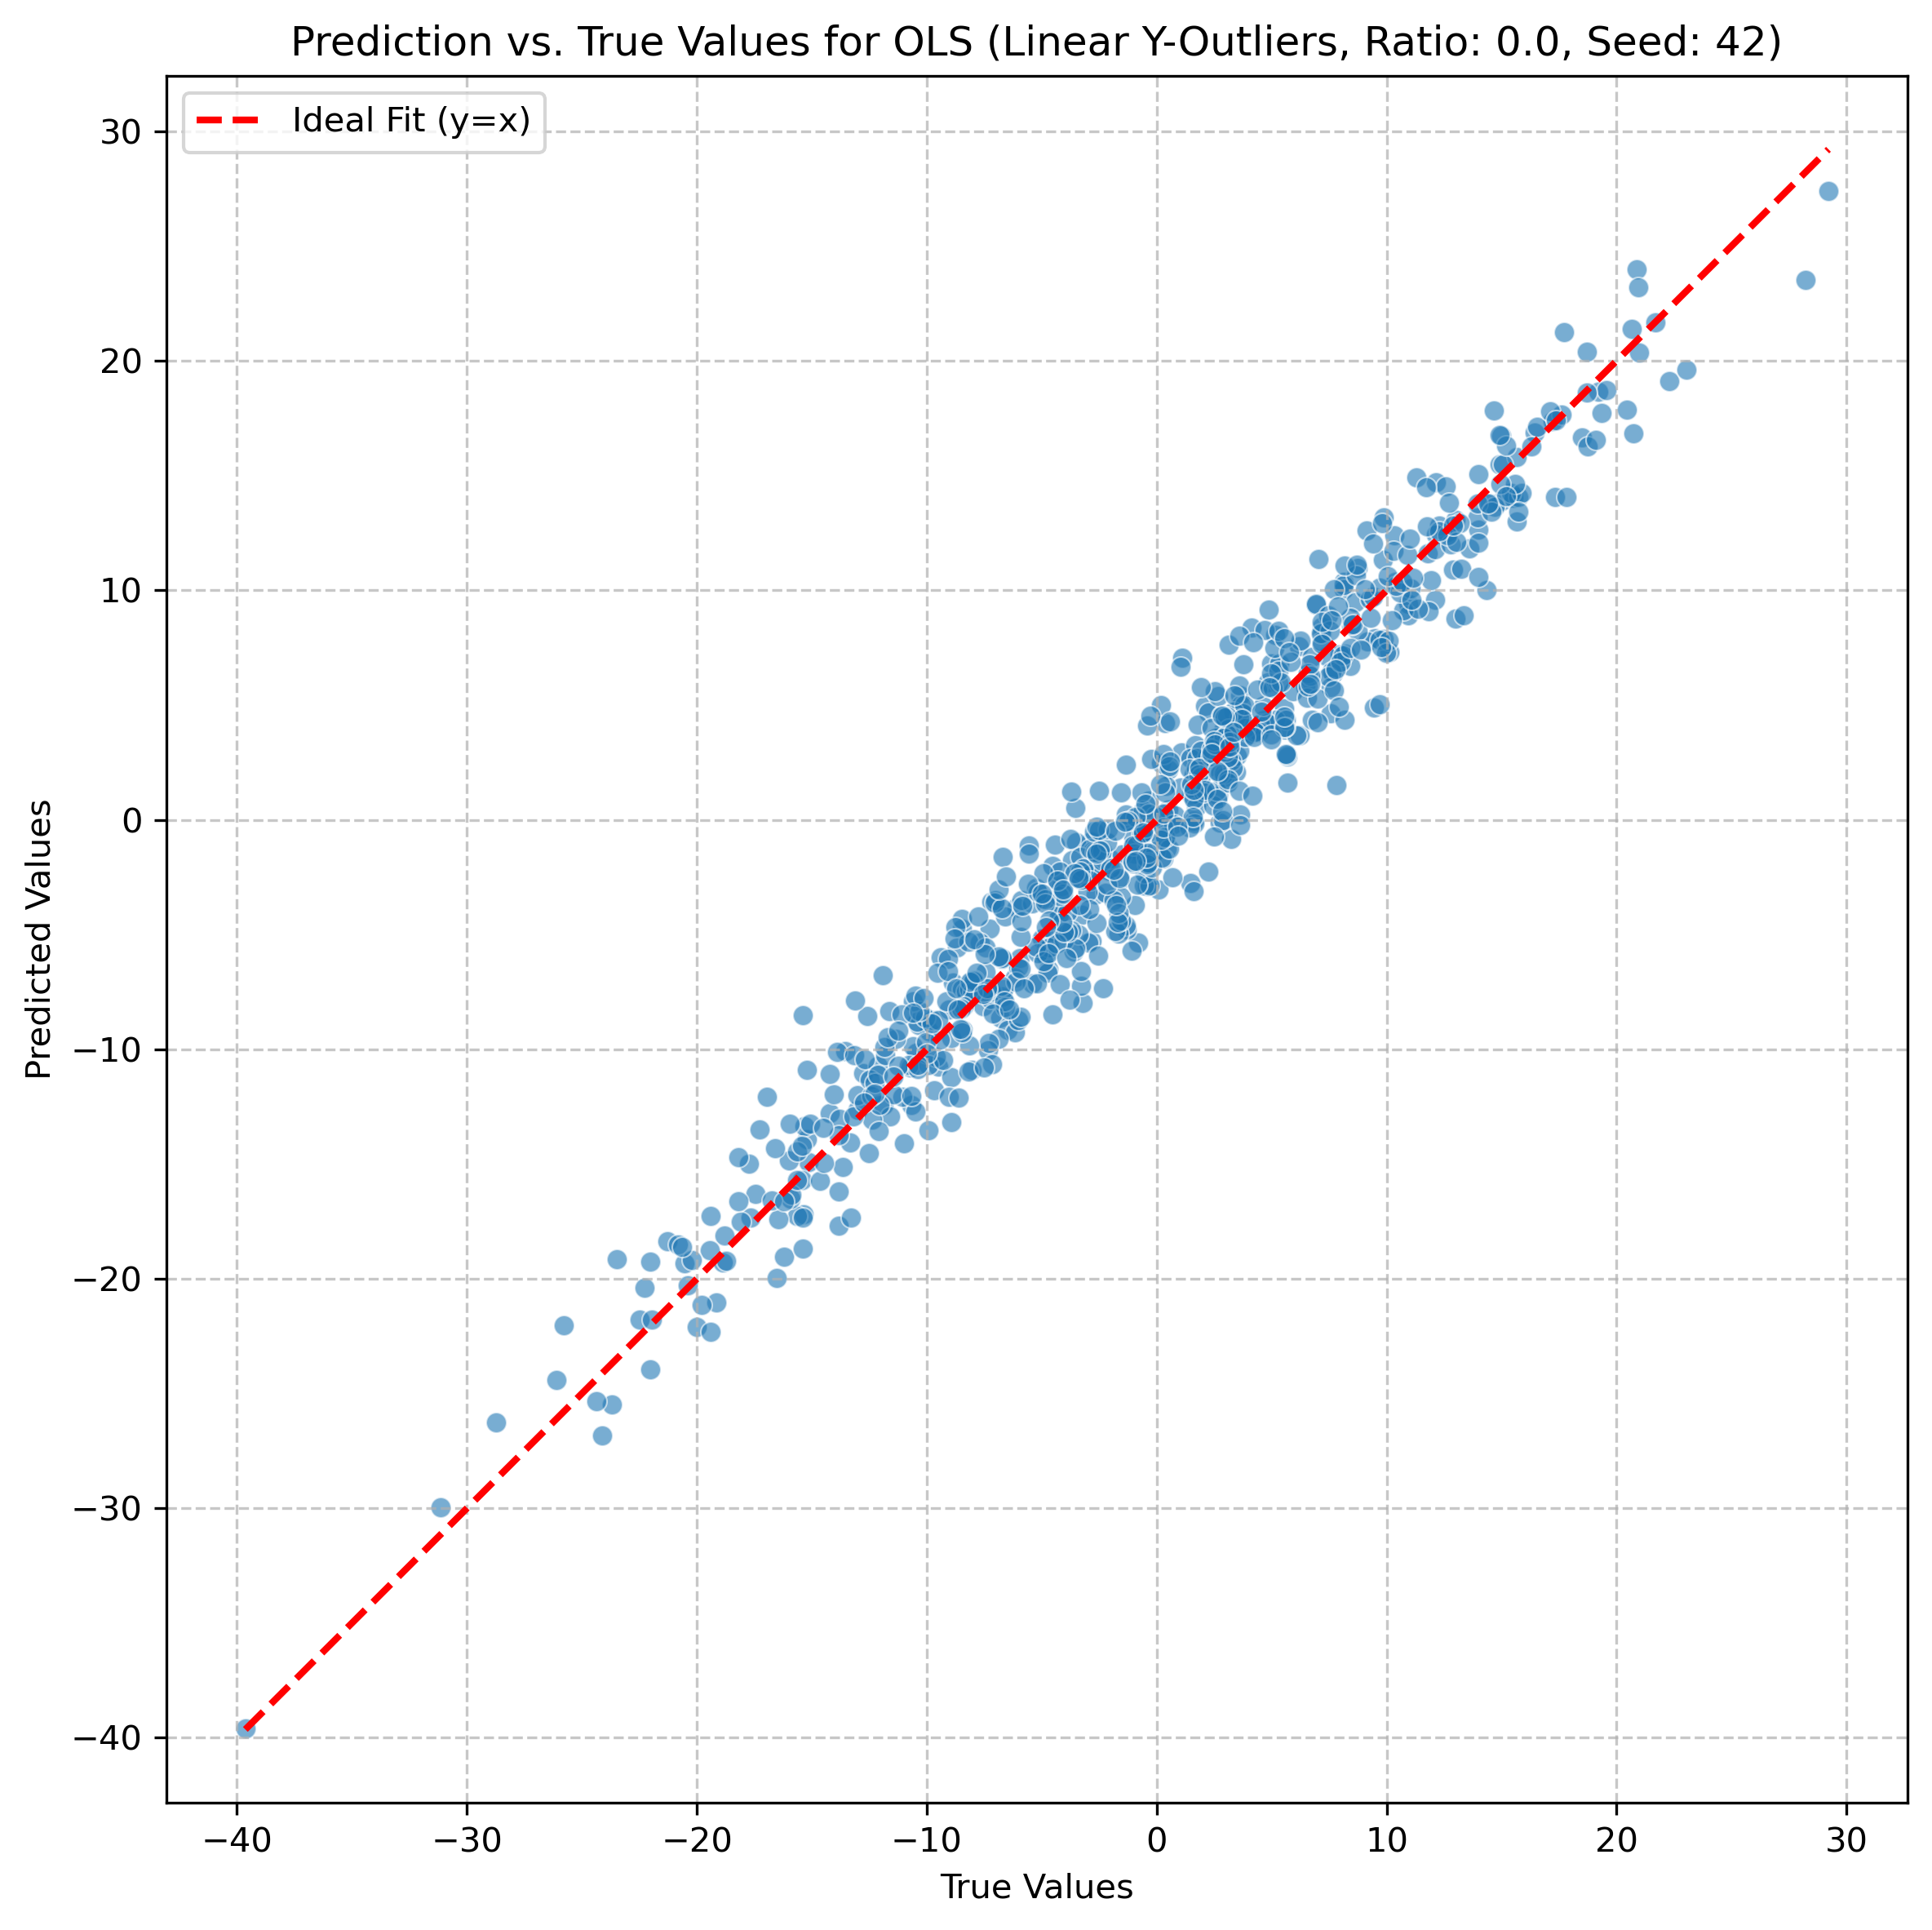 Prediction vs. True Values for OLS (Linear Y-Outliers, Ratio: 0.0, Seed: 42)
Ideal Fit (y=x)
Predicted Values
30
20
10
0
−10
−20
−30
−40
−40 −30 −20 −10 0 10 20 30
True Values